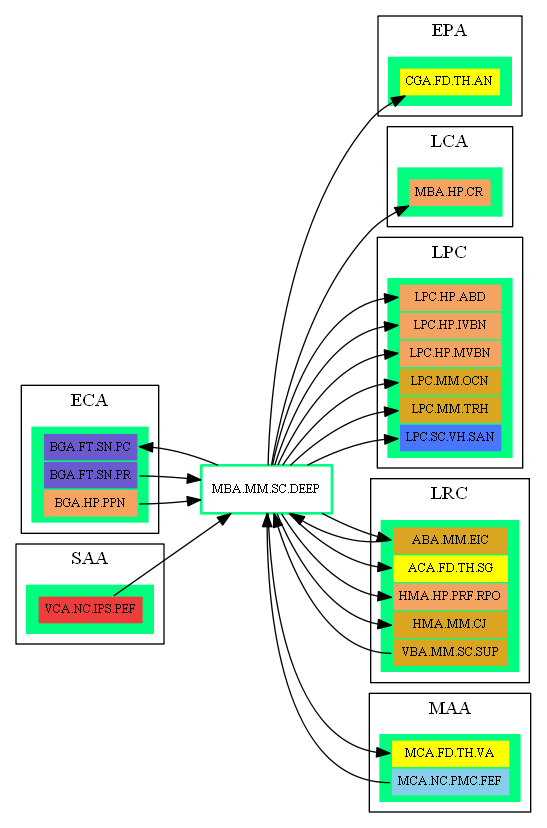 EPA
CGA.FD.TH.AN
LCA
MBA.HP.CR
LPC
LPC.HP.ABD
LPC.HP.IVBN
LPC.HP.MVBN
LPC.MM.OCN
LPC.MM.TRH
LPC.SC.VH.SAN
ECA
BGA.FT.SN.PC
BGA.FT.SN.PR
BGA.HP.PPN
MBA.MM.SC.DEEP
SAA
VCA.NC.IPS.PEF
LRC
ABA.MM.EIC
ACA.FD.TH.SG
HMA.HP.PRF.RPO
HMA.MM.CJ
VBA.MM.SC.SUP
MAA
MCA.FD.TH.VA
MCA.NC.PMC.FEF